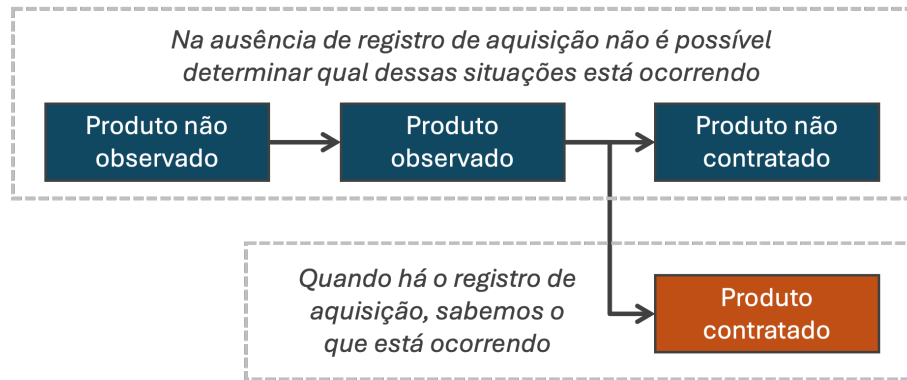 Na ausência de registro de aquisição não é possível
determinar qual dessas situações está ocorrendo
Produto não
observado
Produto
observado
Produto não
contratado
Quando há o registro de
aquisição, sabemos o
que está ocorrendo
Produto
contratado